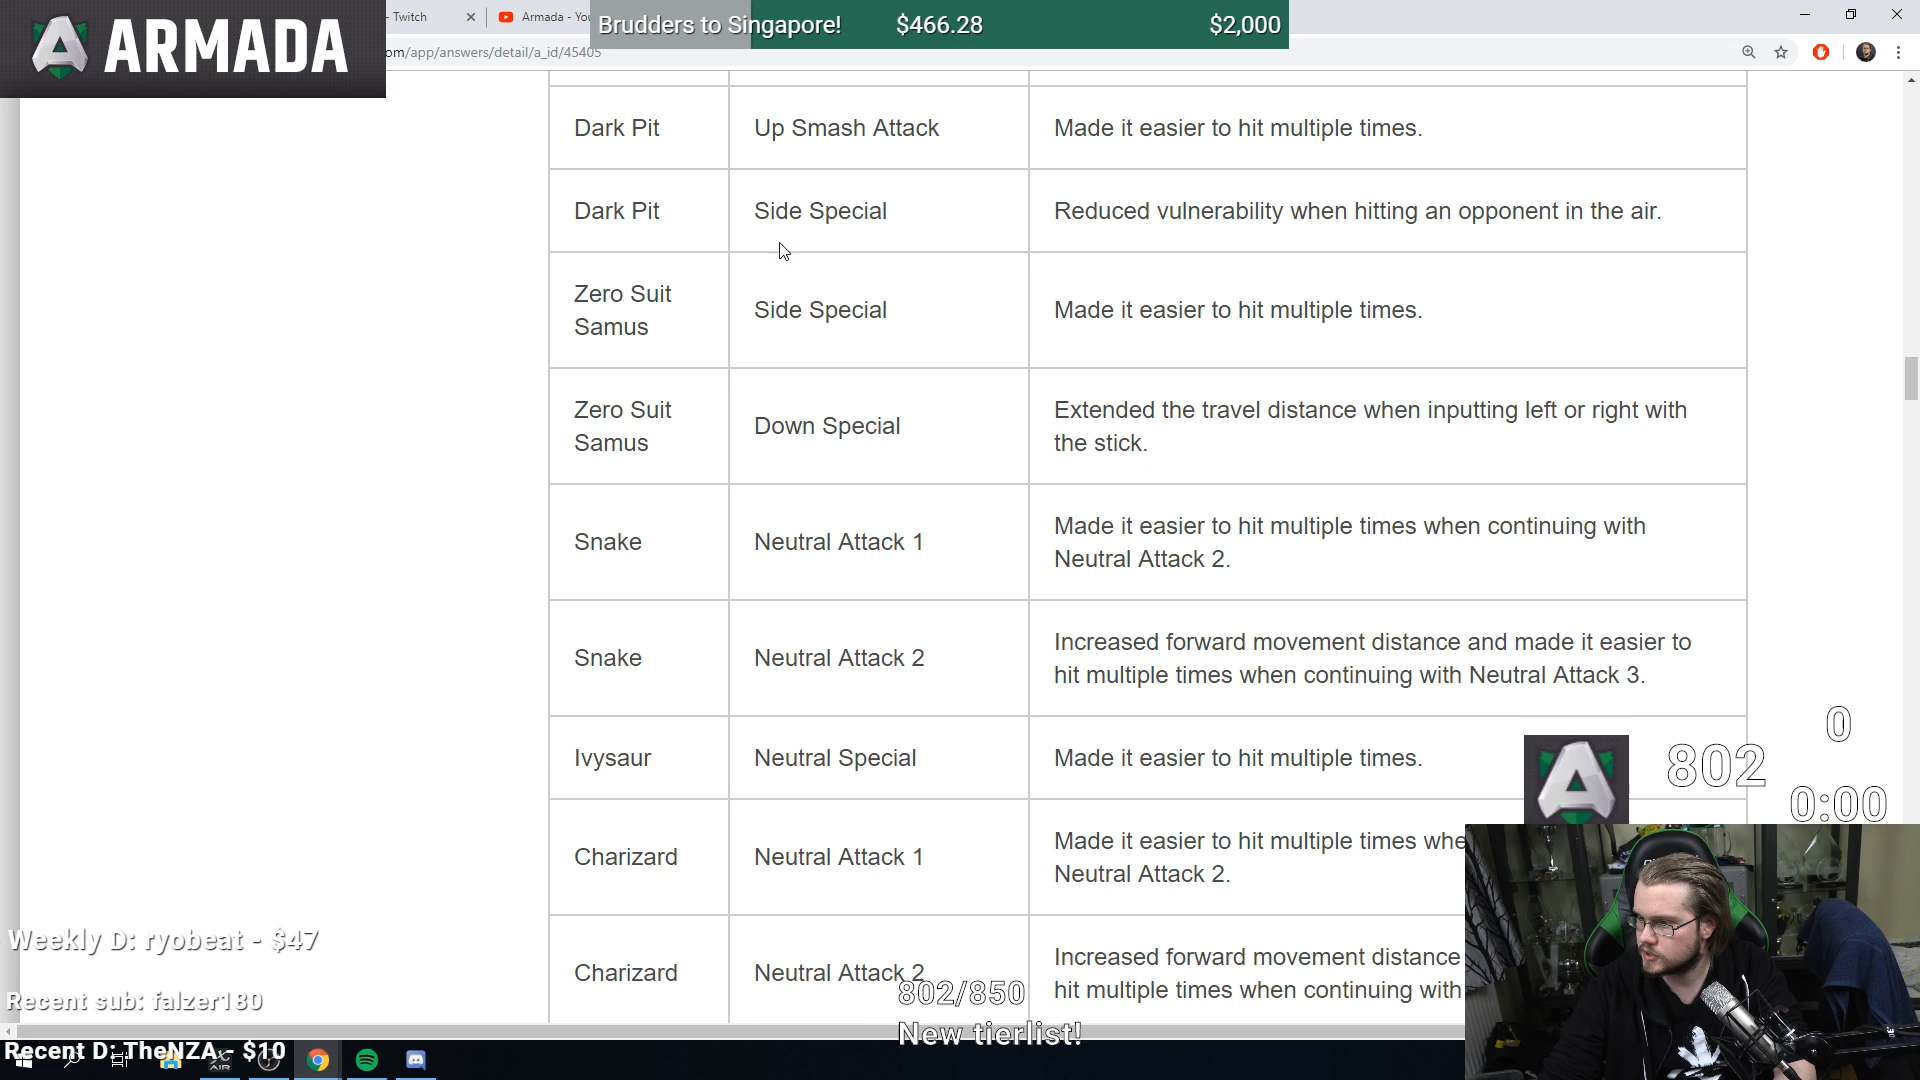 ARMADA
- Twitch
Armada - You
Brudders to Singapore! $466.28 $2,000
om/app/answers/detail/a_id/45405
Dark Pit Up Smash Attack Made it easier to hit multiple times.
Dark Pit Side Special Reduced vulnerability when hitting an opponent in the air.
Zero Suit
Samus
Side Special Made it easier to hit multiple times.
Zero Suit
Samus
Down Special
Extended the travel distance when inputting left or right with
the stick.
Snake Neutral Attack 1
Made it easier to hit multiple times when continuing with
Neutral Attack 2.
Snake Neutral Attack 2
Increased forward movement distance and made it easier to
hit multiple times when continuing with Neutral Attack 3.
Ivysaur Neutral Special Made it easier to hit multiple times.
Charizard Neutral Attack 1
Made it easier to hit multiple times whe
Neutral Attack 2.
Charizard Neutral Attack 2
Increased forward movement distance
hit multiple times when continuing with
0
802
0:00
Weekly D: ryobeat - $47
Recent sub: falzer180
Recent D: TheNZA - $10
802/850
New tierlist!
XC
AIR